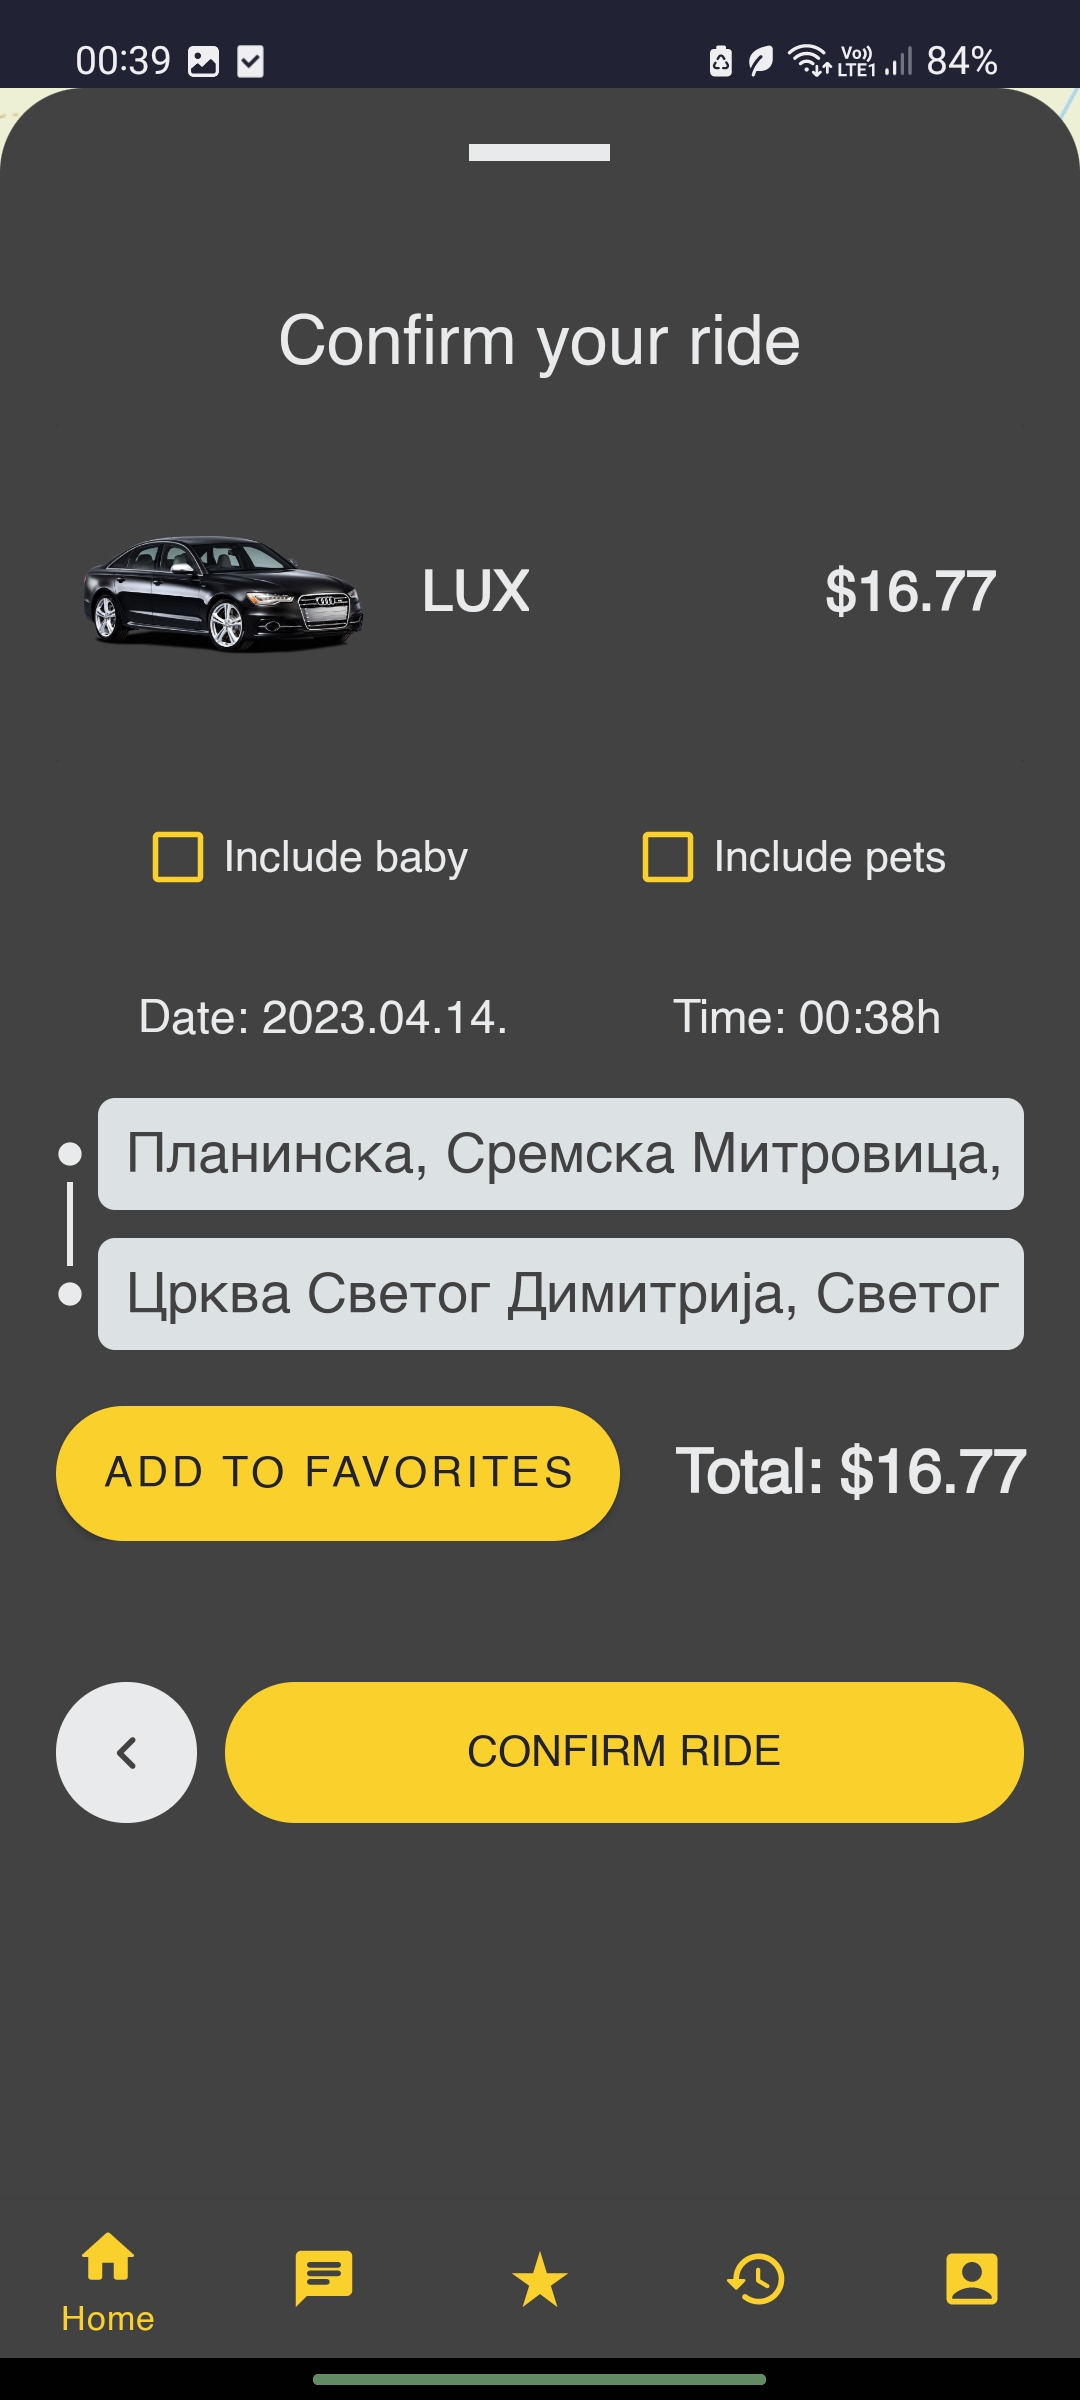 00:39 Vo)) LTE1 84%
Confirm your ride
LUX $16.77
Include baby Include pets
Date: 2023.04.14. Time: 00:38h
Планинска, Сремска Митровица,
Црква Светог Димитрија, Светог
ADD TO FAVORITES Total: $16.77
CONFIRM RIDE
Home